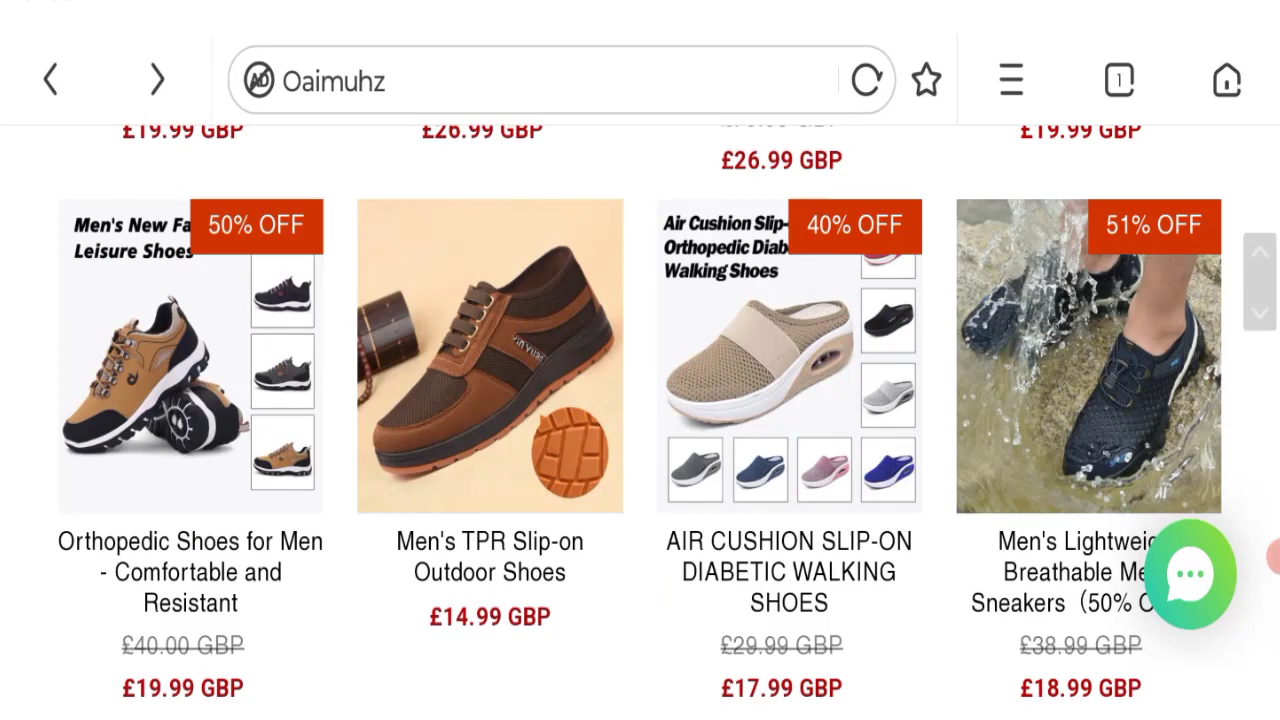 Oaimuhz
1
£19.99 GBP
£26.99 GBP
£26.99 GBP
£19.99 GBP
Men's New Fa
Leisure Shoes
50% OFF
Air Cushion Slip-
Orthopedic Diab
Walking Shoes
40% OFF
51% OFF
Orthopedic Shoes for Men
- Comfortable and
Resistant
£40.00 GBP
£19.99 GBP
Men's TPR Slip-on
Outdoor Shoes
£14.99 GBP
AIR CUSHION SLIP-ON
DIABETIC WALKING
SHOES
£29.99 GBP
£17.99 GBP
Men's Lightweig
Breathable Me
Sneakers（50% O
£38.99 GBP
£18.99 GBP